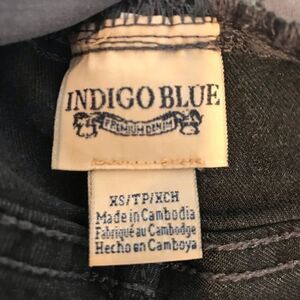 INDIGO BLUE
PREMIUM DENIM
XS/TP/XCH
Made in Cambodia
Fabriqué au Cambodge
Hecho en Camboya